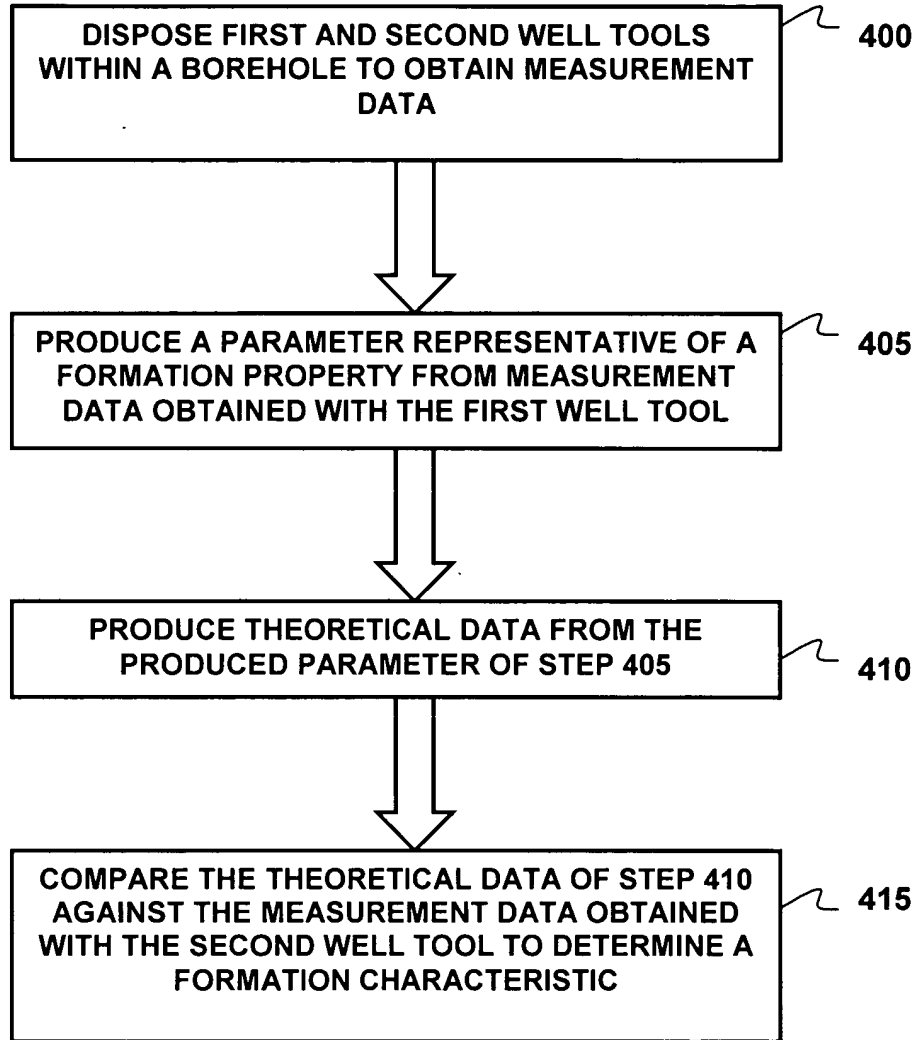 DISPOSE FIRST AND SECOND WELL TOOLS
WITHIN A BOREHOLE TO OBTAIN MEASUREMENT
DATA
400
PRODUCE A PARAMETER REPRESENTATIVE OF A
FORMATION PROPERTY FROM MEASUREMENT
DATA OBTAINED WITH THE FIRST WELL TOOL
405
PRODUCE THEORETICAL DATA FROM THE
PRODUCED PARAMETER OF STEP 405
410
COMPARE THE THEORETICAL DATA OF STEP 410
AGAINST THE MEASUREMENT DATA OBTAINED
WITH THE SECOND WELL TOOL TO DETERMINE A
FORMATION CHARACTERISTIC
415